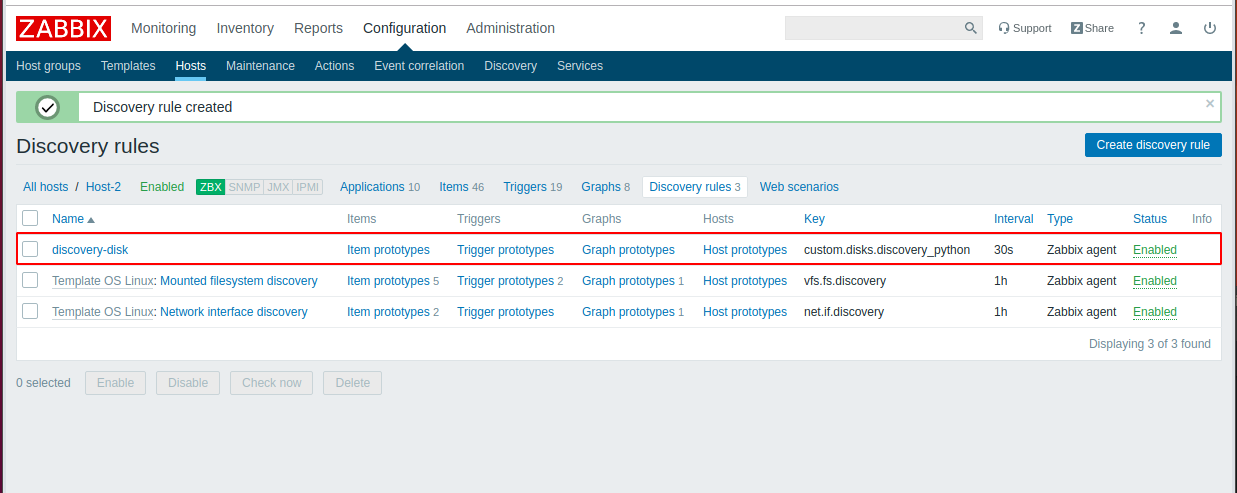 ZABBIX Monitoring Inventory Reports Configuration Administration Support Z Share ?
Host groups Templates Hosts Maintenance Actions Event correlation Discovery Services
Discovery rule created ×
Discovery rules Create discovery rule
All hosts / Host-2 Enabled ZBX SNMP JMX IPMI Applications 10 Items 46 Triggers 19 Graphs 8 Discovery rules 3 Web scenarios
Name Items Triggers Graphs Hosts Key Interval Type Status Info
discovery-disk Item prototypes Trigger prototypes Graph prototypes Host prototypes custom.disks.discovery_python 30s Zabbix agent Enabled
Template OS Linux: Mounted filesystem discovery Item prototypes 5 Trigger prototypes 2 Graph prototypes 1 Host prototypes vfs.fs.discovery 1h Zabbix agent Enabled
Template OS Linux: Network interface discovery Item prototypes 2 Trigger prototypes Graph prototypes 1 Host prototypes net.if.discovery 1h Zabbix agent Enabled
Displaying 3 of 3 found
0 selected Enable Disable Check now Delete